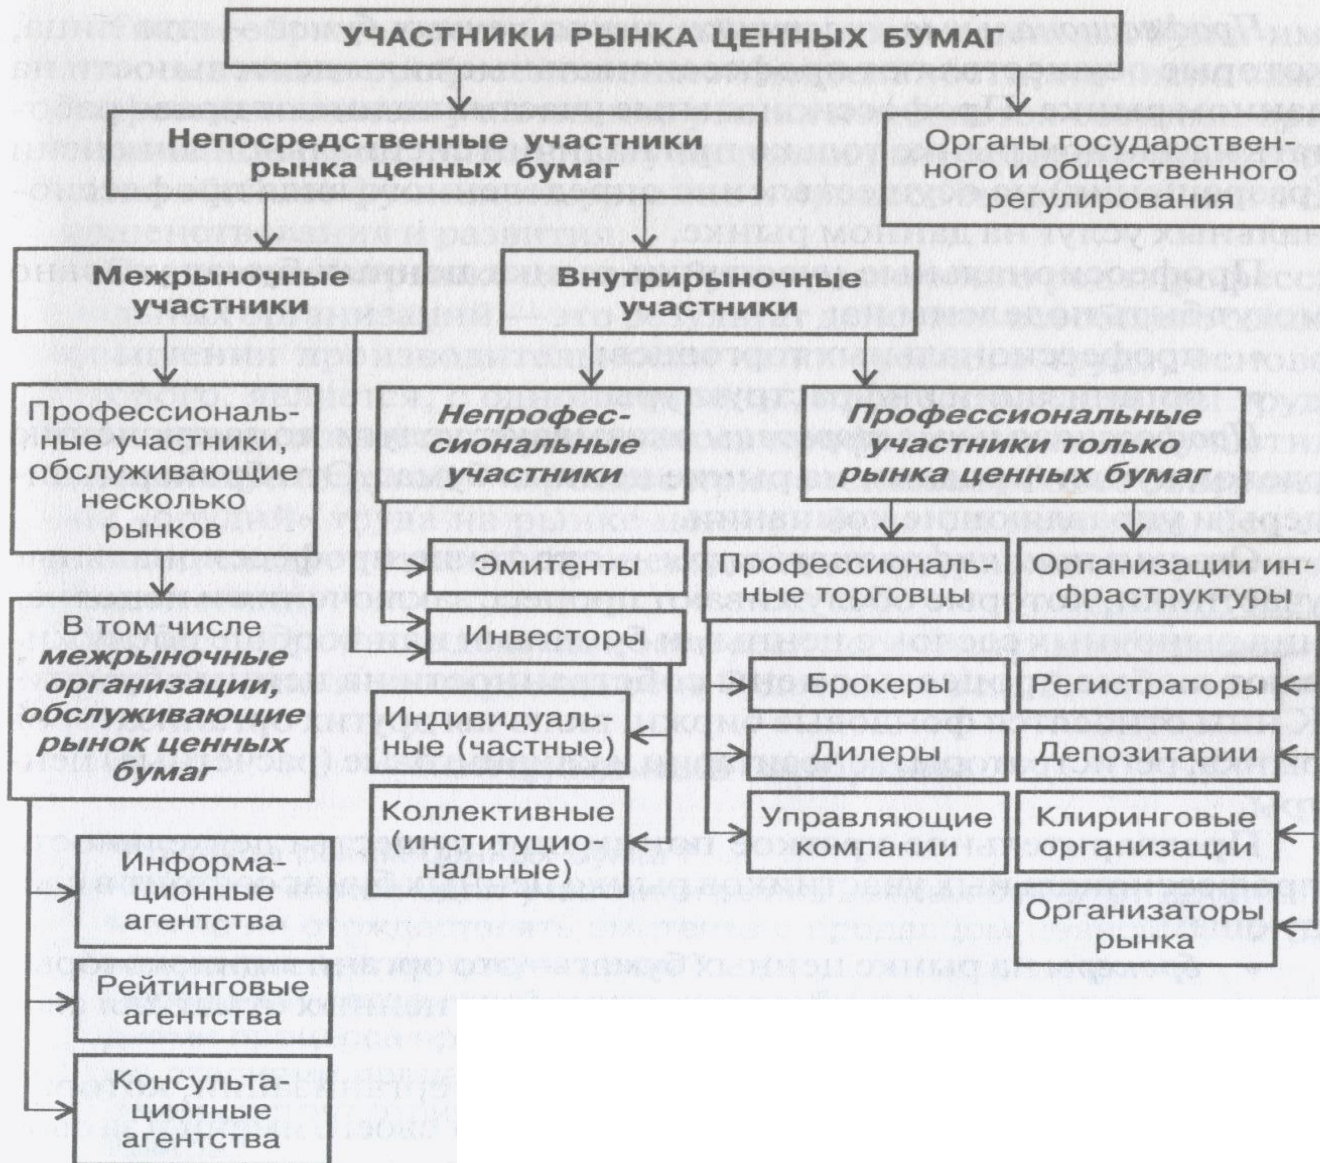 УЧАСТНИКИ РЫНКА ЦЕННЫХ БУМАГ
Непосредственные участники
рынка ценных бумаг
Органы государствен-
ного и общественного
регулирования
Межрыночные
участники
Внутрирыночные
участники
Профессиональ-
ные участники,
обслуживающие
несколько
рынков
Непрофес-
сиональные
участники
Профессиональные
участники только
рынка ценных бумаг
В том числе
межрыночные
организации,
обслуживающие
рынок ценных
бумаг
Эмитенты
Инвесторы
Индивидуаль-
ные (частные)
Коллективные
(институцио-
нальные)
Профессиональ-
ные торговцы
Организации ин-
фраструктуры
Брокеры
Регистраторы
Дилеры
Депозитарии
Управляющие
компании
Клиринговые
организации
Организаторы
рынка
Информа-
ционные
агентства
Рейтинговые
агентства
Консульта-
ционные
агентства